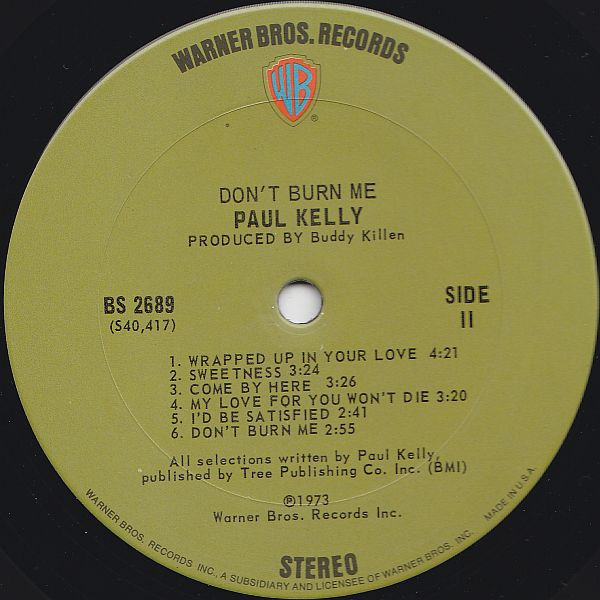 WARNER BROS. RECORDS
WB
®
DON'T BURN ME
PAUL KELLY
PRODUCED BY Buddy Killen
BS 2689
(S40,417)
SIDE
II
1. WRAPPED UP IN YOUR LOVE 4:21
2. SWEETNESS 3:24
3. COME BY HERE 3:26
4. MY LOVE FOR YOU WON'T DIE 3:20
5. I'D BE SATISFIED 2:41
6. DON'T BURN ME 2:55
All selections written by Paul Kelly,
published by Tree Publishing Co. Inc. (BMI)
℗1973
Warner Bros. Records Inc.
STEREO
WARNER BROS. RECORDS INC., A SUBSIDIARY AND LICENSEE OF WARNER BROS. INC. MADE IN U.S.A.